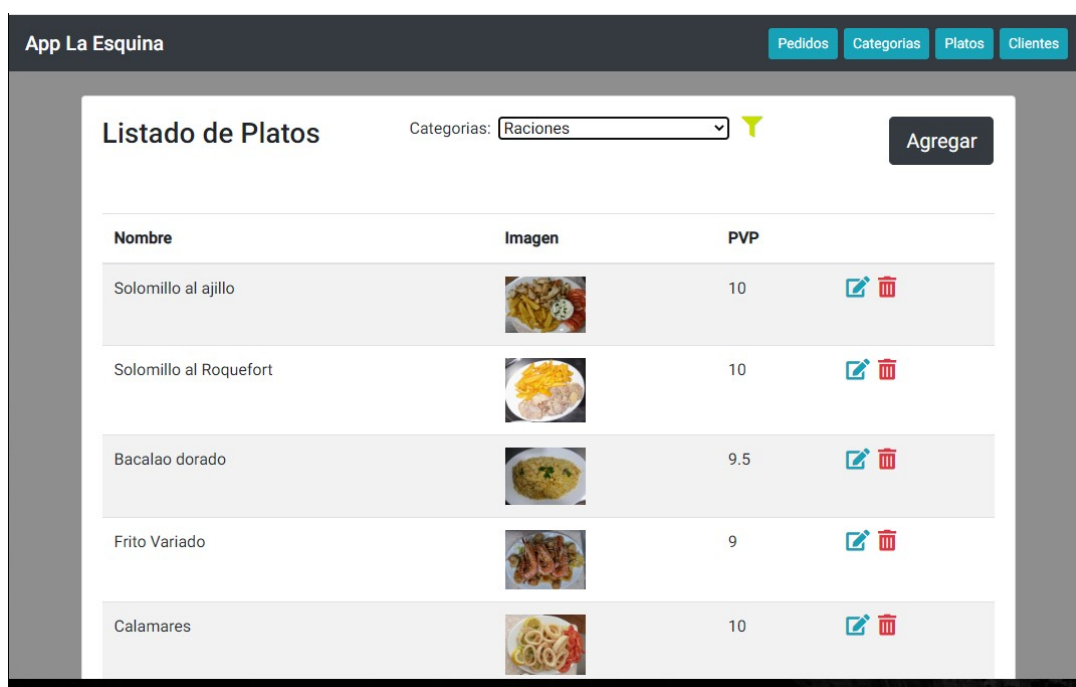 App La Esquina
Pedidos Categorias Platos Clientes
Listado de Platos
Categorias: Raciones
Agregar
Nombre Imagen PVP
Solomillo al ajillo 10
Solomillo al Roquefort 10
Bacalao dorado 9.5
Frito Variado 9
Calamares 10